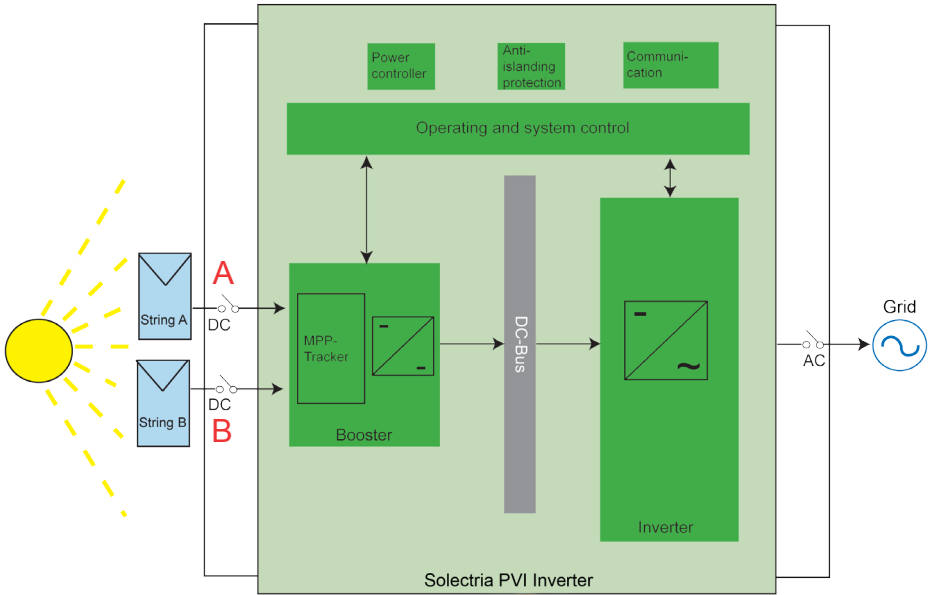 Power
controller
Anti-
islanding
protection
Communi-
cation
Operating and system control
A
String A
DC
MPP-
Tracker
DC-Bus
Grid
AC
String B
DC
B
Booster
Inverter
Solectria PVI Inverter